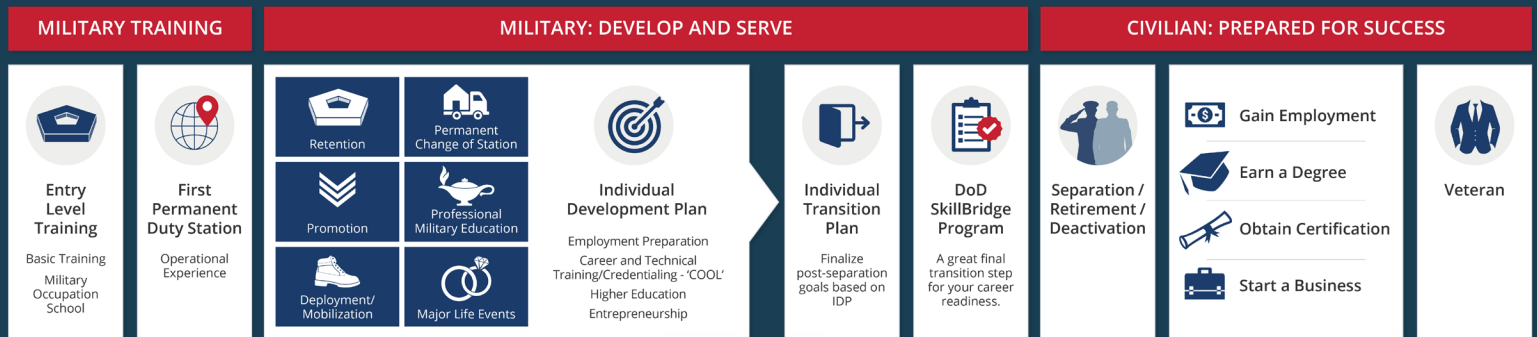 MILITARY TRAINING
MILITARY: DEVELOP AND SERVE
CIVILIAN: PREPARED FOR SUCCESS
Entry
Level
Training
Basic Training
Military
Occupation
School
First
Permanent
Duty Station
Operational
Experience
Retention
Permanent
Change of Station
Promotion
Professional
Military Education
Deployment/
Mobilization
Major Life Events
Individual
Development Plan
Employment Preparation
Career and Technical
Training/Credentialing - ‘COOL’
Higher Education
Entrepreneurship
Individual
Transition
Plan
Finalize
post-separation
goals based on
IDP
DoD
SkillBridge
Program
A great final
transition step
for your career
readiness.
Separation /
Retirement /
Deactivation
Gain Employment
Earn a Degree
Obtain Certification
Start a Business
Veteran